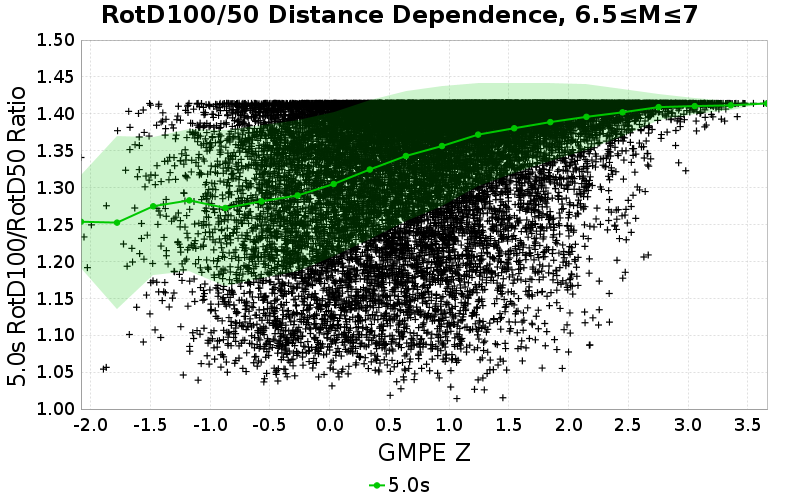 RotD100/50 Distance Dependence, 6.5≤M≤7
5.0s RotD100/RotD50 Ratio
1.50
1.45
1.40
1.35
1.30
1.25
1.20
1.15
1.10
1.05
1.00
-2.0 -1.5 -1.0 -0.5 0.0 0.5 1.0 1.5 2.0 2.5 3.0 3.5
GMPE Z
5.0s